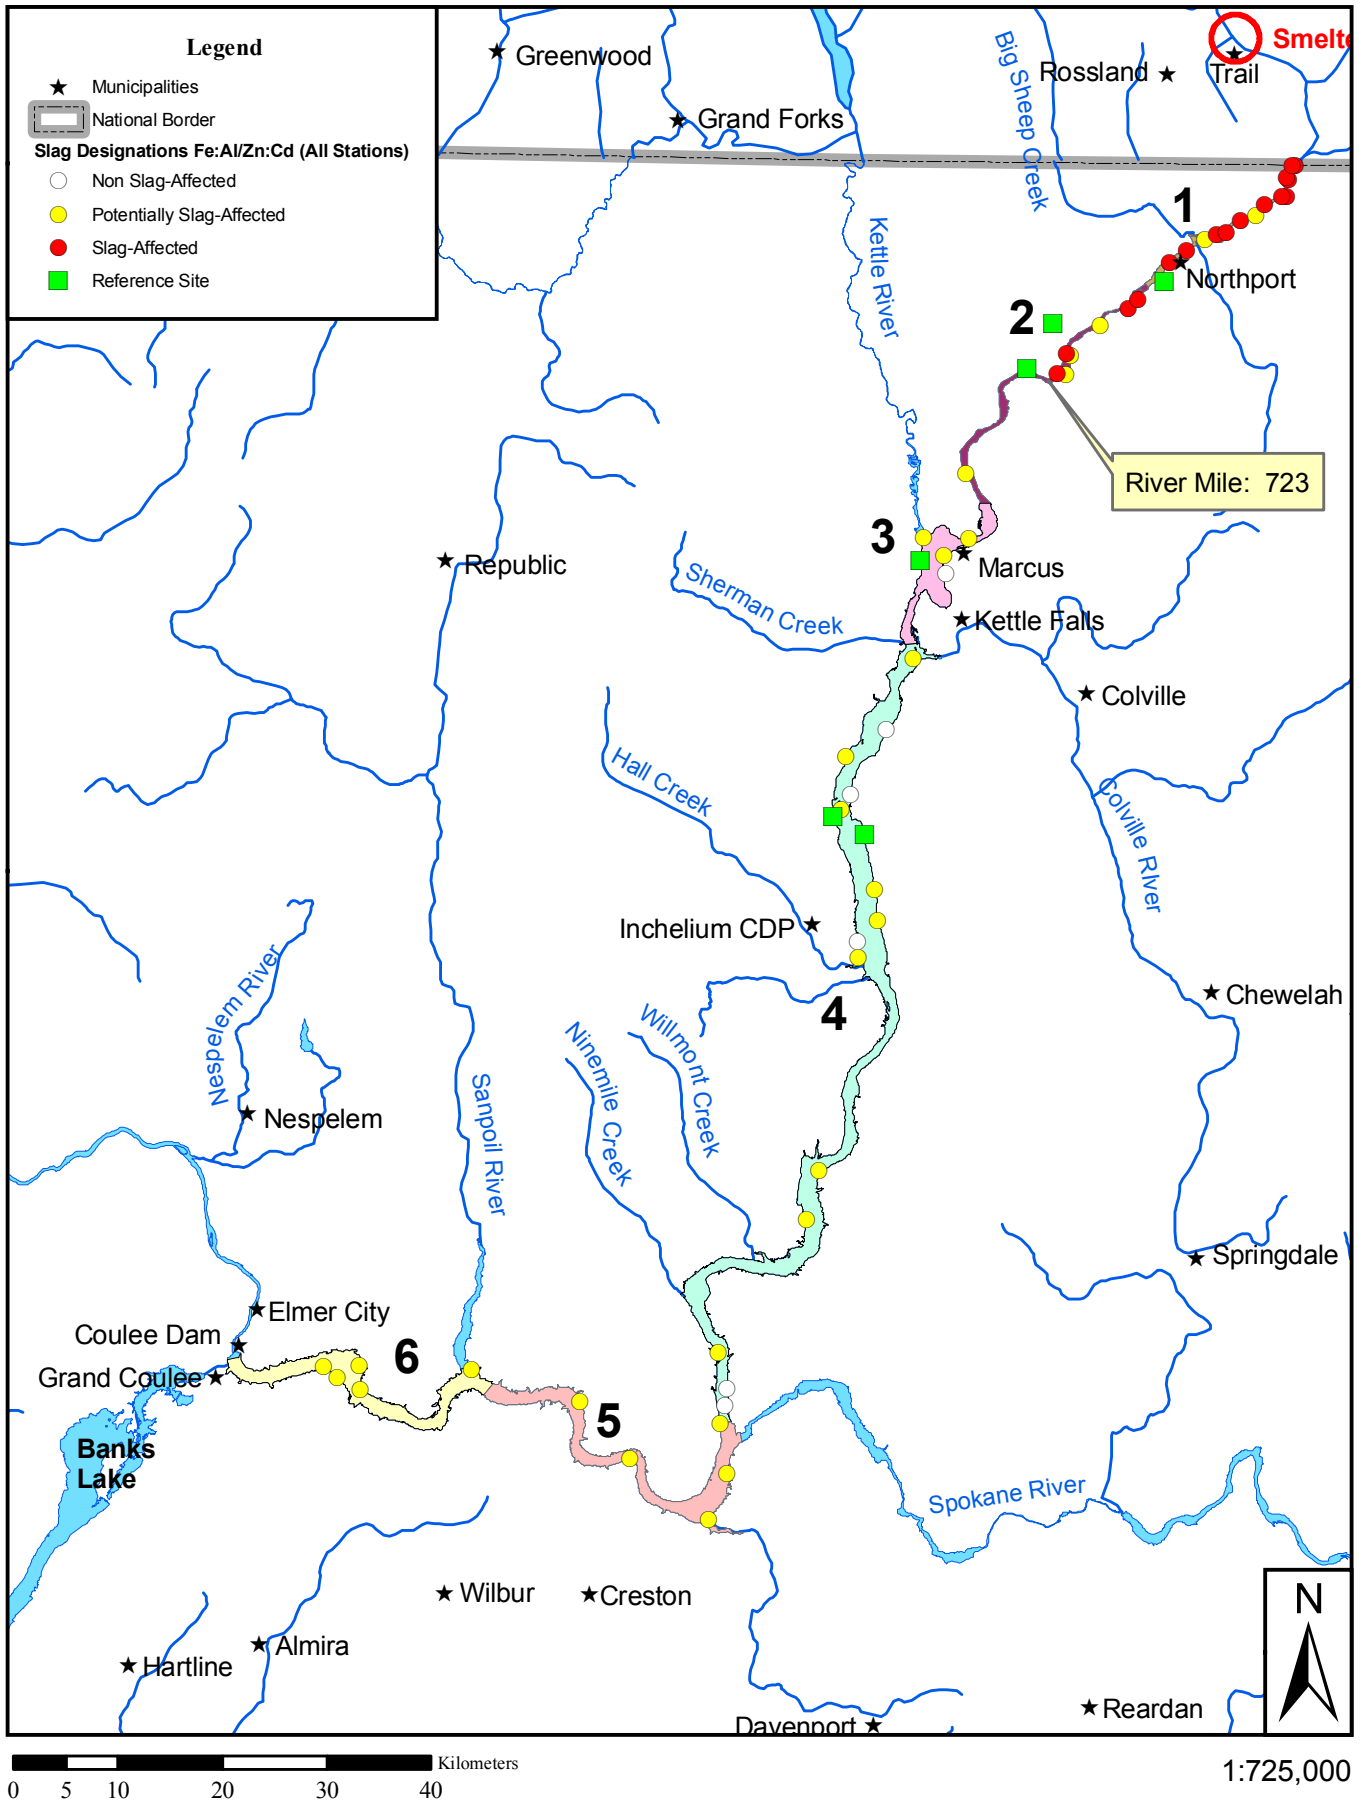 Legend
Municipalities
National Border
Slag Designations Fe:Al/Zn:Cd (All Stations)
Non Slag-Affected
Potentially Slag-Affected
Slag-Affected
Reference Site
Greenwood
Grand Forks
Big Sheep Creek
Rossland
Trail
Smelte
1
Northport
Kettle River
2
River Mile: 723
3
Marcus
Republic
Sherman Creek
Kettle Falls
Colville
Hall Creek
Colville RIver
Inchelium CDP
Chewelah
4
Nespelem River
Ninemile Creek
Willmont Creek
Nespelem
Sanpoil River
Springdale
Elmer City
Coulee Dam
Grand Coulee
6
5
Banks
Lake
Spokane River
Wilbur
Creston
Almira
Hartline
Reardan
Davenport
N
Kilometers
0 5 10 20 30 40
1:725,000